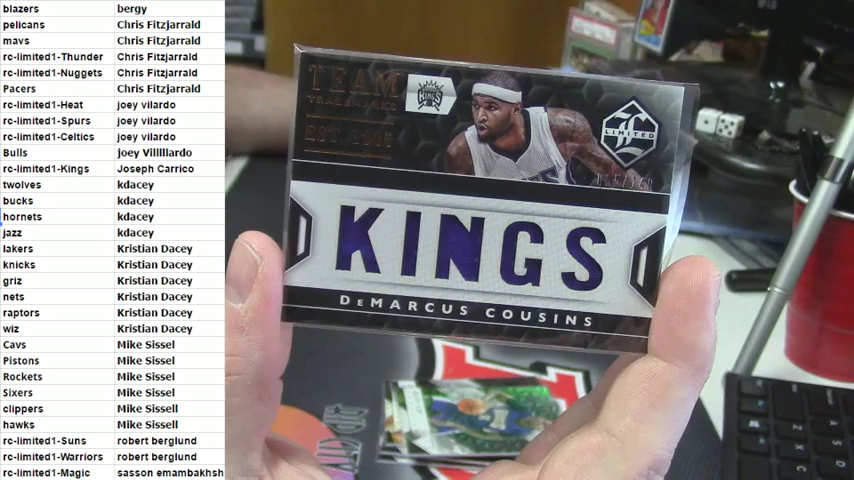 blazers bergy
pelicans Chris Fitzjarrald
mavs Chris Fitzjarrald
rc-limited1-Thunder Chris Fitzjarrald
rc-limited1-Nuggets Chris Fitzjarrald
Pacers Chris Fitzjarrald
rc-limited1-Heat joey vilardo
rc-limited1-Spurs joey vilardo
rc-limited1-Celtics joey vilardo
Bulls joey Villlllardo
rc-limited1-Kings Joseph Carrico
twolves kdacey
bucks kdacey
hornets kdacey
jazz kdacey
lakers Kristian Dacey
knicks Kristian Dacey
griz Kristian Dacey
nets Kristian Dacey
raptors Kristian Dacey
wiz Kristian Dacey
Cavs Mike Sissel
Pistons Mike Sissel
Rockets Mike Sissel
Sixers Mike Sissel
clippers Mike Sissell
hawks Mike Sissell
rc-limited1-Suns robert berglund
rc-limited1-Warriors robert berglund
rc-limited1-Magic sasson emambakhsh
TEAM
TRADEMARKS
KINGS
L
LIMITED
KINGS
DeMARCUS COUSINS